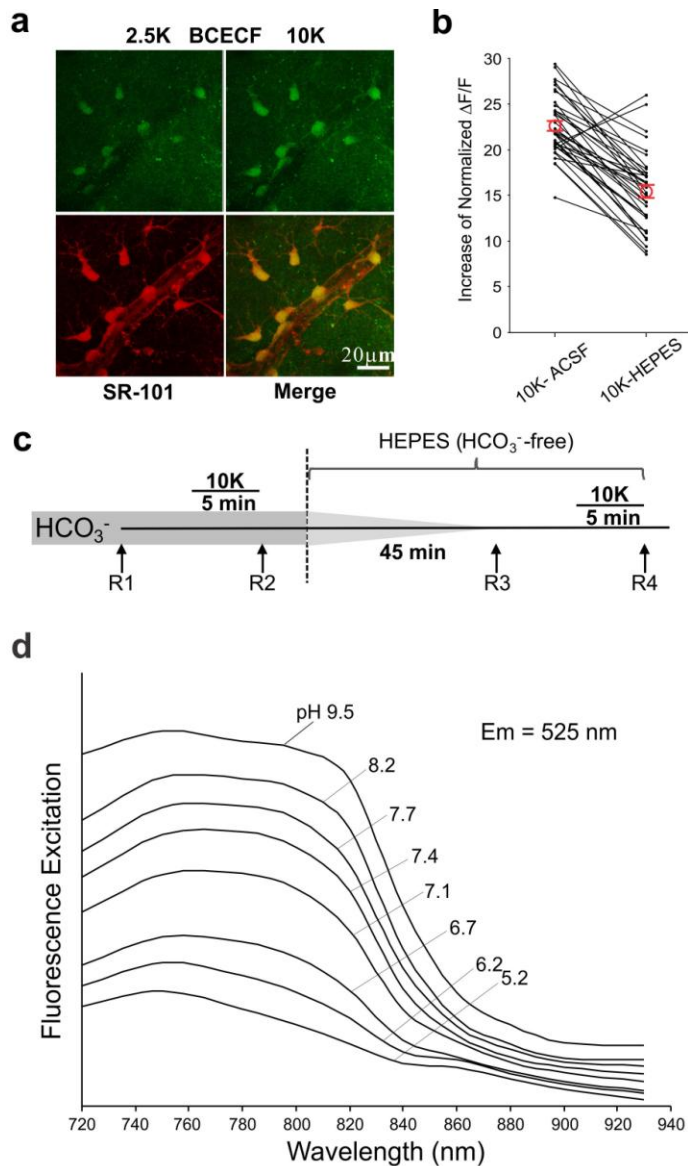 a
2.5K BCECF 10K
20µm
SR-101 Merge
b
Increase of Normalized ΔF/F
30
25
20
15
10
5
0
10K- ACSF
10K-HEPES
c
HEPES (HCO₃⁻-free)
10K
5 min
10K
5 min
HCO₃⁻
45 min
R1 R2 R3 R4
d
Fluorescence Excitation
Em = 525 nm
pH 9.5
8.2
7.7
7.4
7.1
6.7
6.2
5.2
720 740 760 780 800 820 840 860 880 900 920 940
Wavelength (nm)